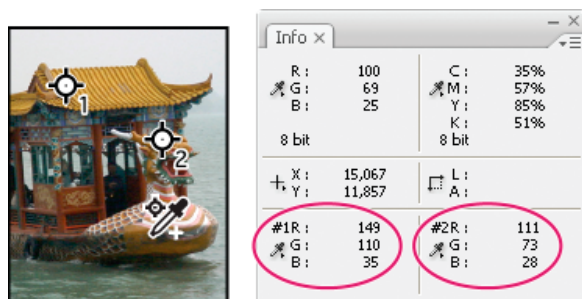 1
2
Info ×
R: 100
G: 69
B: 25
8 bit
C: 35%
M: 57%
Y: 85%
K: 51%
8 bit
X: 15,067
Y: 11,857
L:
A:
#1R: 149
G: 110
B: 35
#2R: 111
G: 73
B: 28